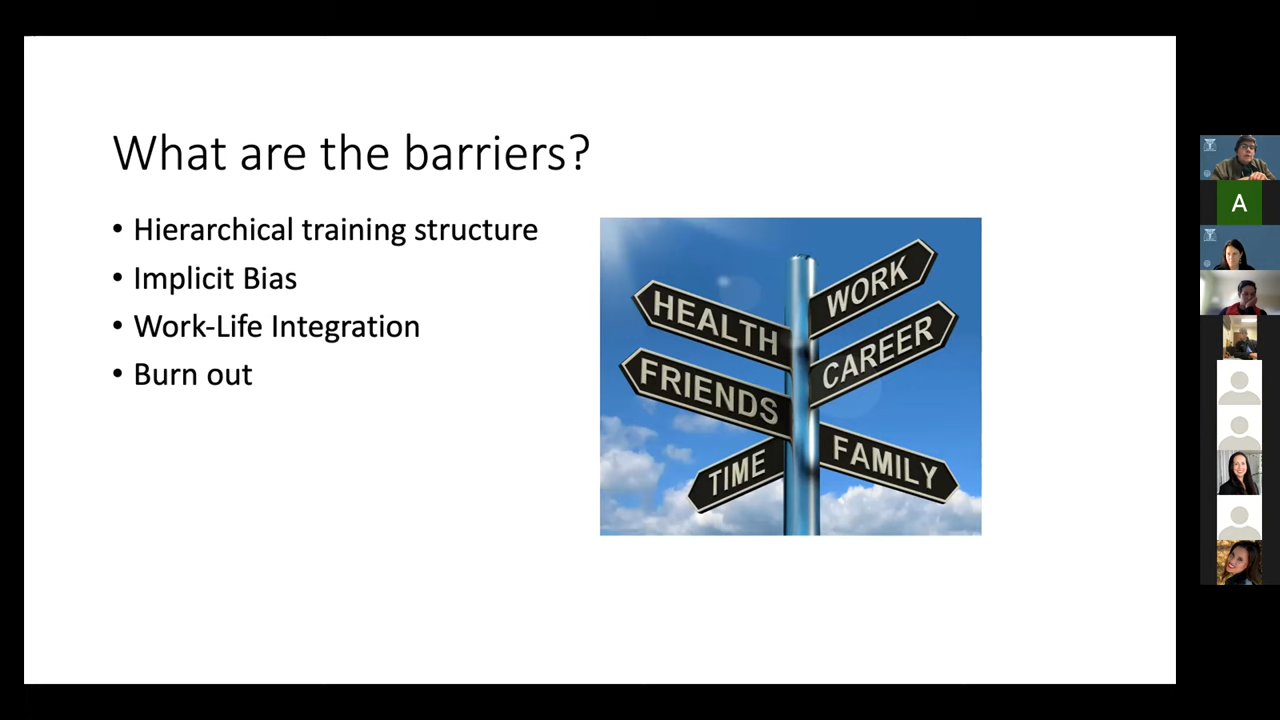 What are the barriers?
• Hierarchical training structure
• Implicit Bias
• Work-Life Integration
• Burn out
HEALTH
WORK
FRIENDS
CAREER
TIME
FAMILY
A